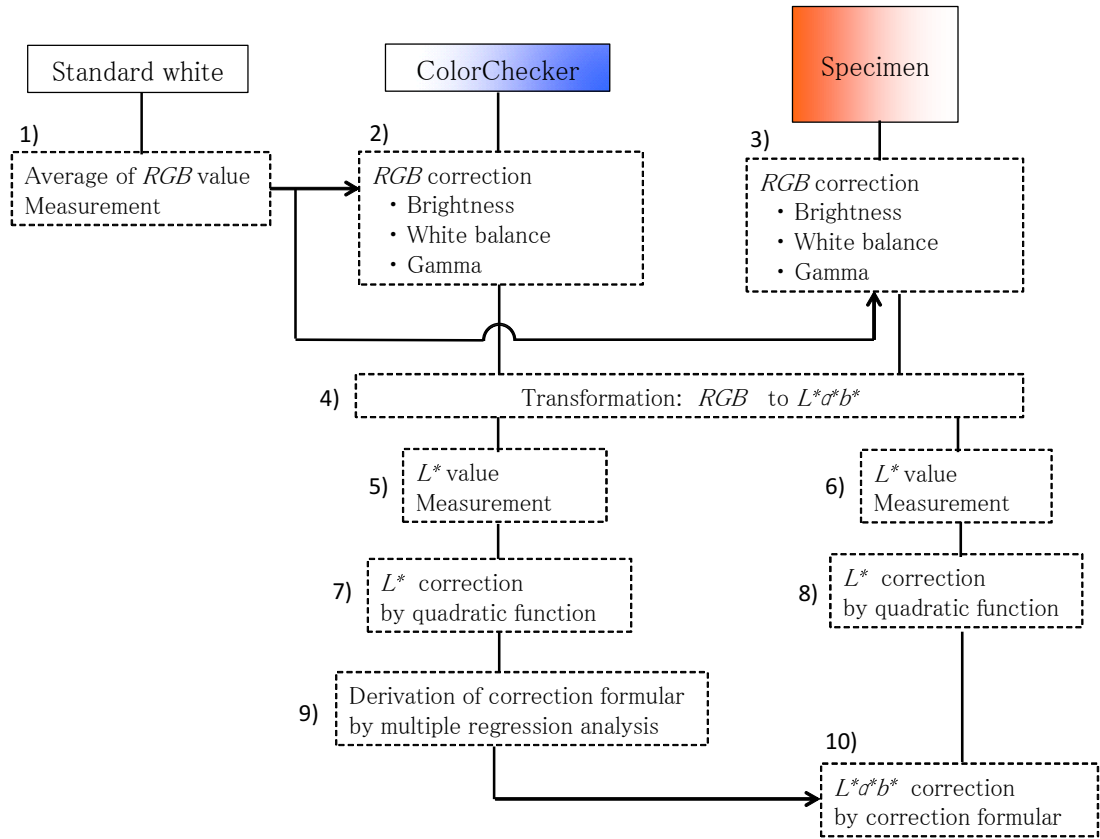 Standard white
ColorChecker
Specimen
1)
Average of RGB value
Measurement
2)
RGB correction
・Brightness
・White balance
・Gamma
3)
RGB correction
・Brightness
・White balance
・Gamma
4)
Transformation: RGB to L*a*b*
5)
L* value
Measurement
6)
L* value
Measurement
7)
L* correction
by quadratic function
8)
L* correction
by quadratic function
9)
Derivation of correction formular
by multiple regression analysis
10)
L*a*b* correction
by correction formular